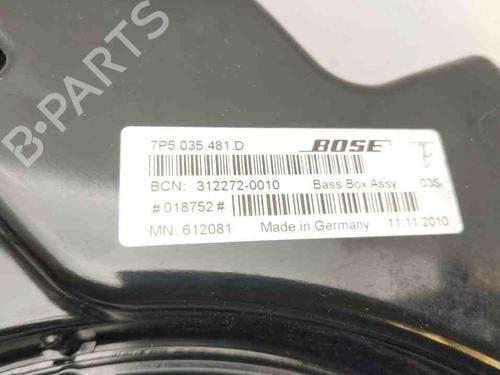 7P5.035.481.D BOSE
BCN: 312272-0010 Bass Box Assy 03S
#018752#
MN: 612081 Made in Germany 11.11.2010
B-PARTS